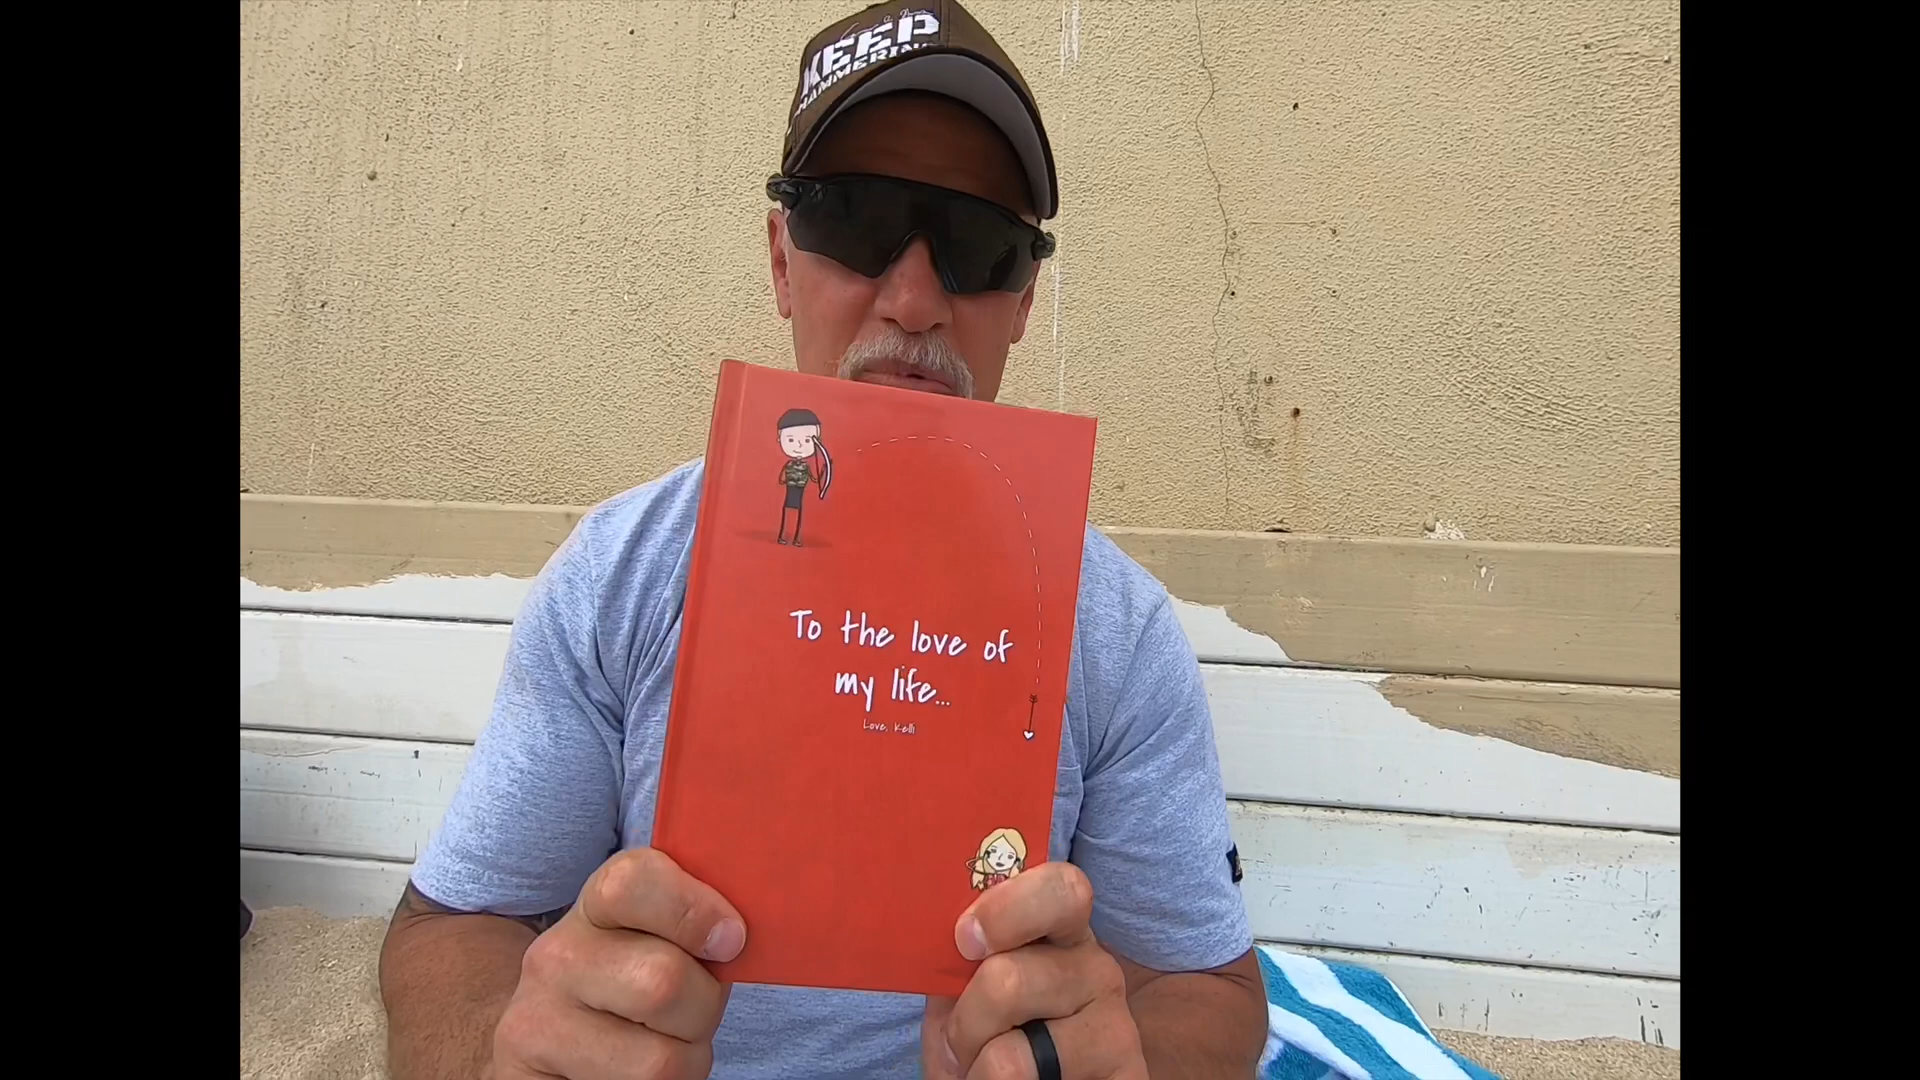 KEEP
HAMMERING
To the love of
my life...
Love, Kelli